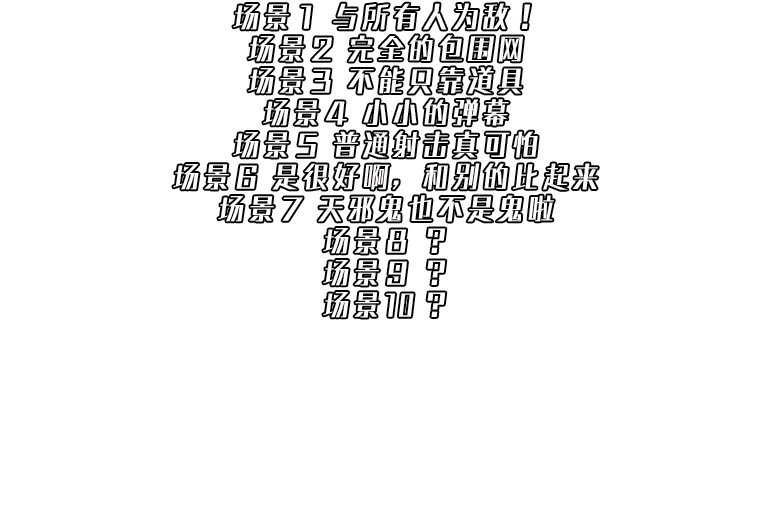 场景1 与所有人为敌！
场景2 完全的包围网
场景3 不能只靠道具
场景4 小小的弹幕
场景5 普通射击真可怕
场景6 是很好啊，和别的比起来
场景7 天邪鬼也不是鬼啦
场景8 ？
场景9 ？
场景10 ？